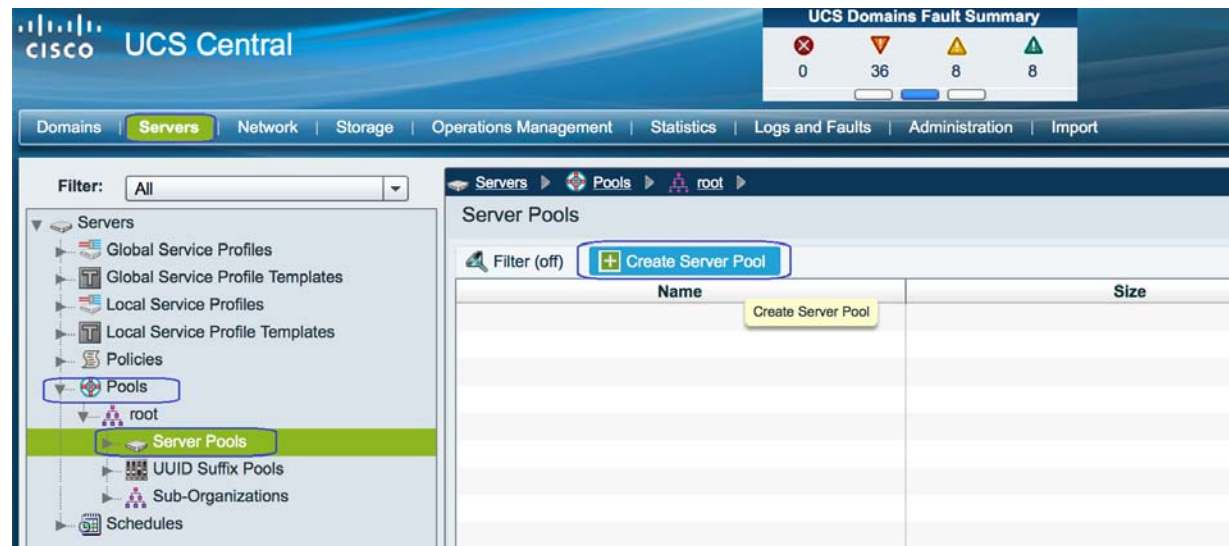 UCS Domains Fault Summary
CISCO UCS Central
0 36 8 8
Domains | Servers | Network | Storage | Operations Management | Statistics | Logs and Faults | Administration | Import
Filter: All
Servers
Global Service Profiles
Global Service Profile Templates
Local Service Profiles
Local Service Profile Templates
Policies
Pools
root
Server Pools
UUID Suffix Pools
Sub-Organizations
Schedules
Servers Pools root
Server Pools
Filter (off) Create Server Pool
Name Size
Create Server Pool